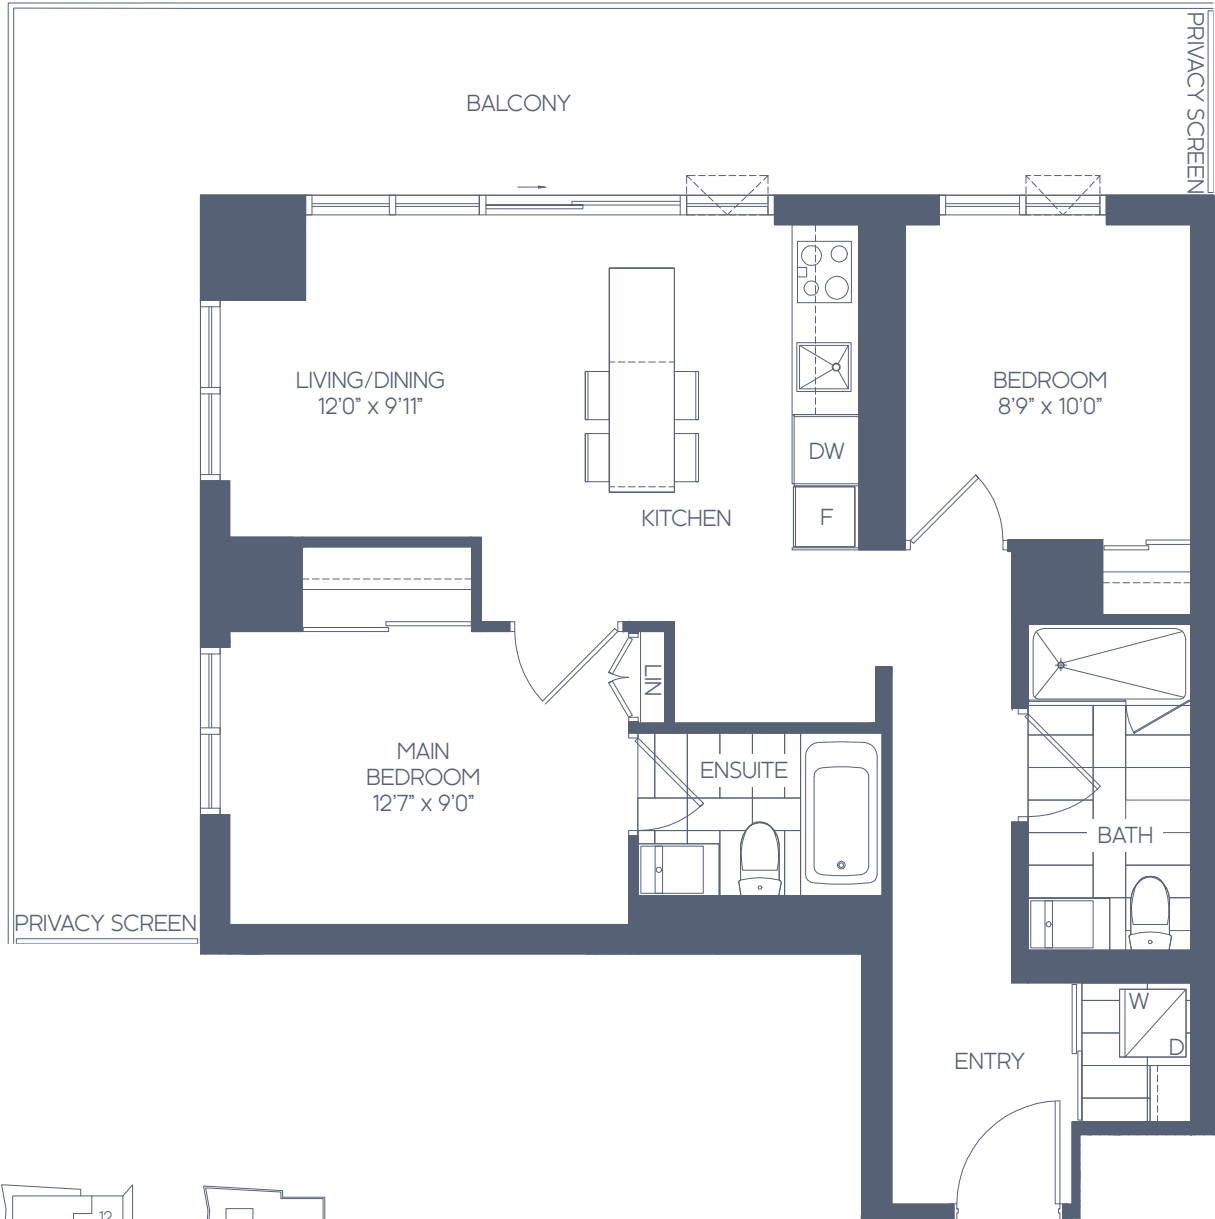 PRIVACY SCREEN
BALCONY
LIVING/DINING
12'0" x 9'11"
BEDROOM
8'9" x 10'0"
DW
F
KITCHEN
LIN
MAIN
BEDROOM
12'7" x 9'0"
ENSUITE
BATH
PRIVACY SCREEN
W
D
ENTRY
12